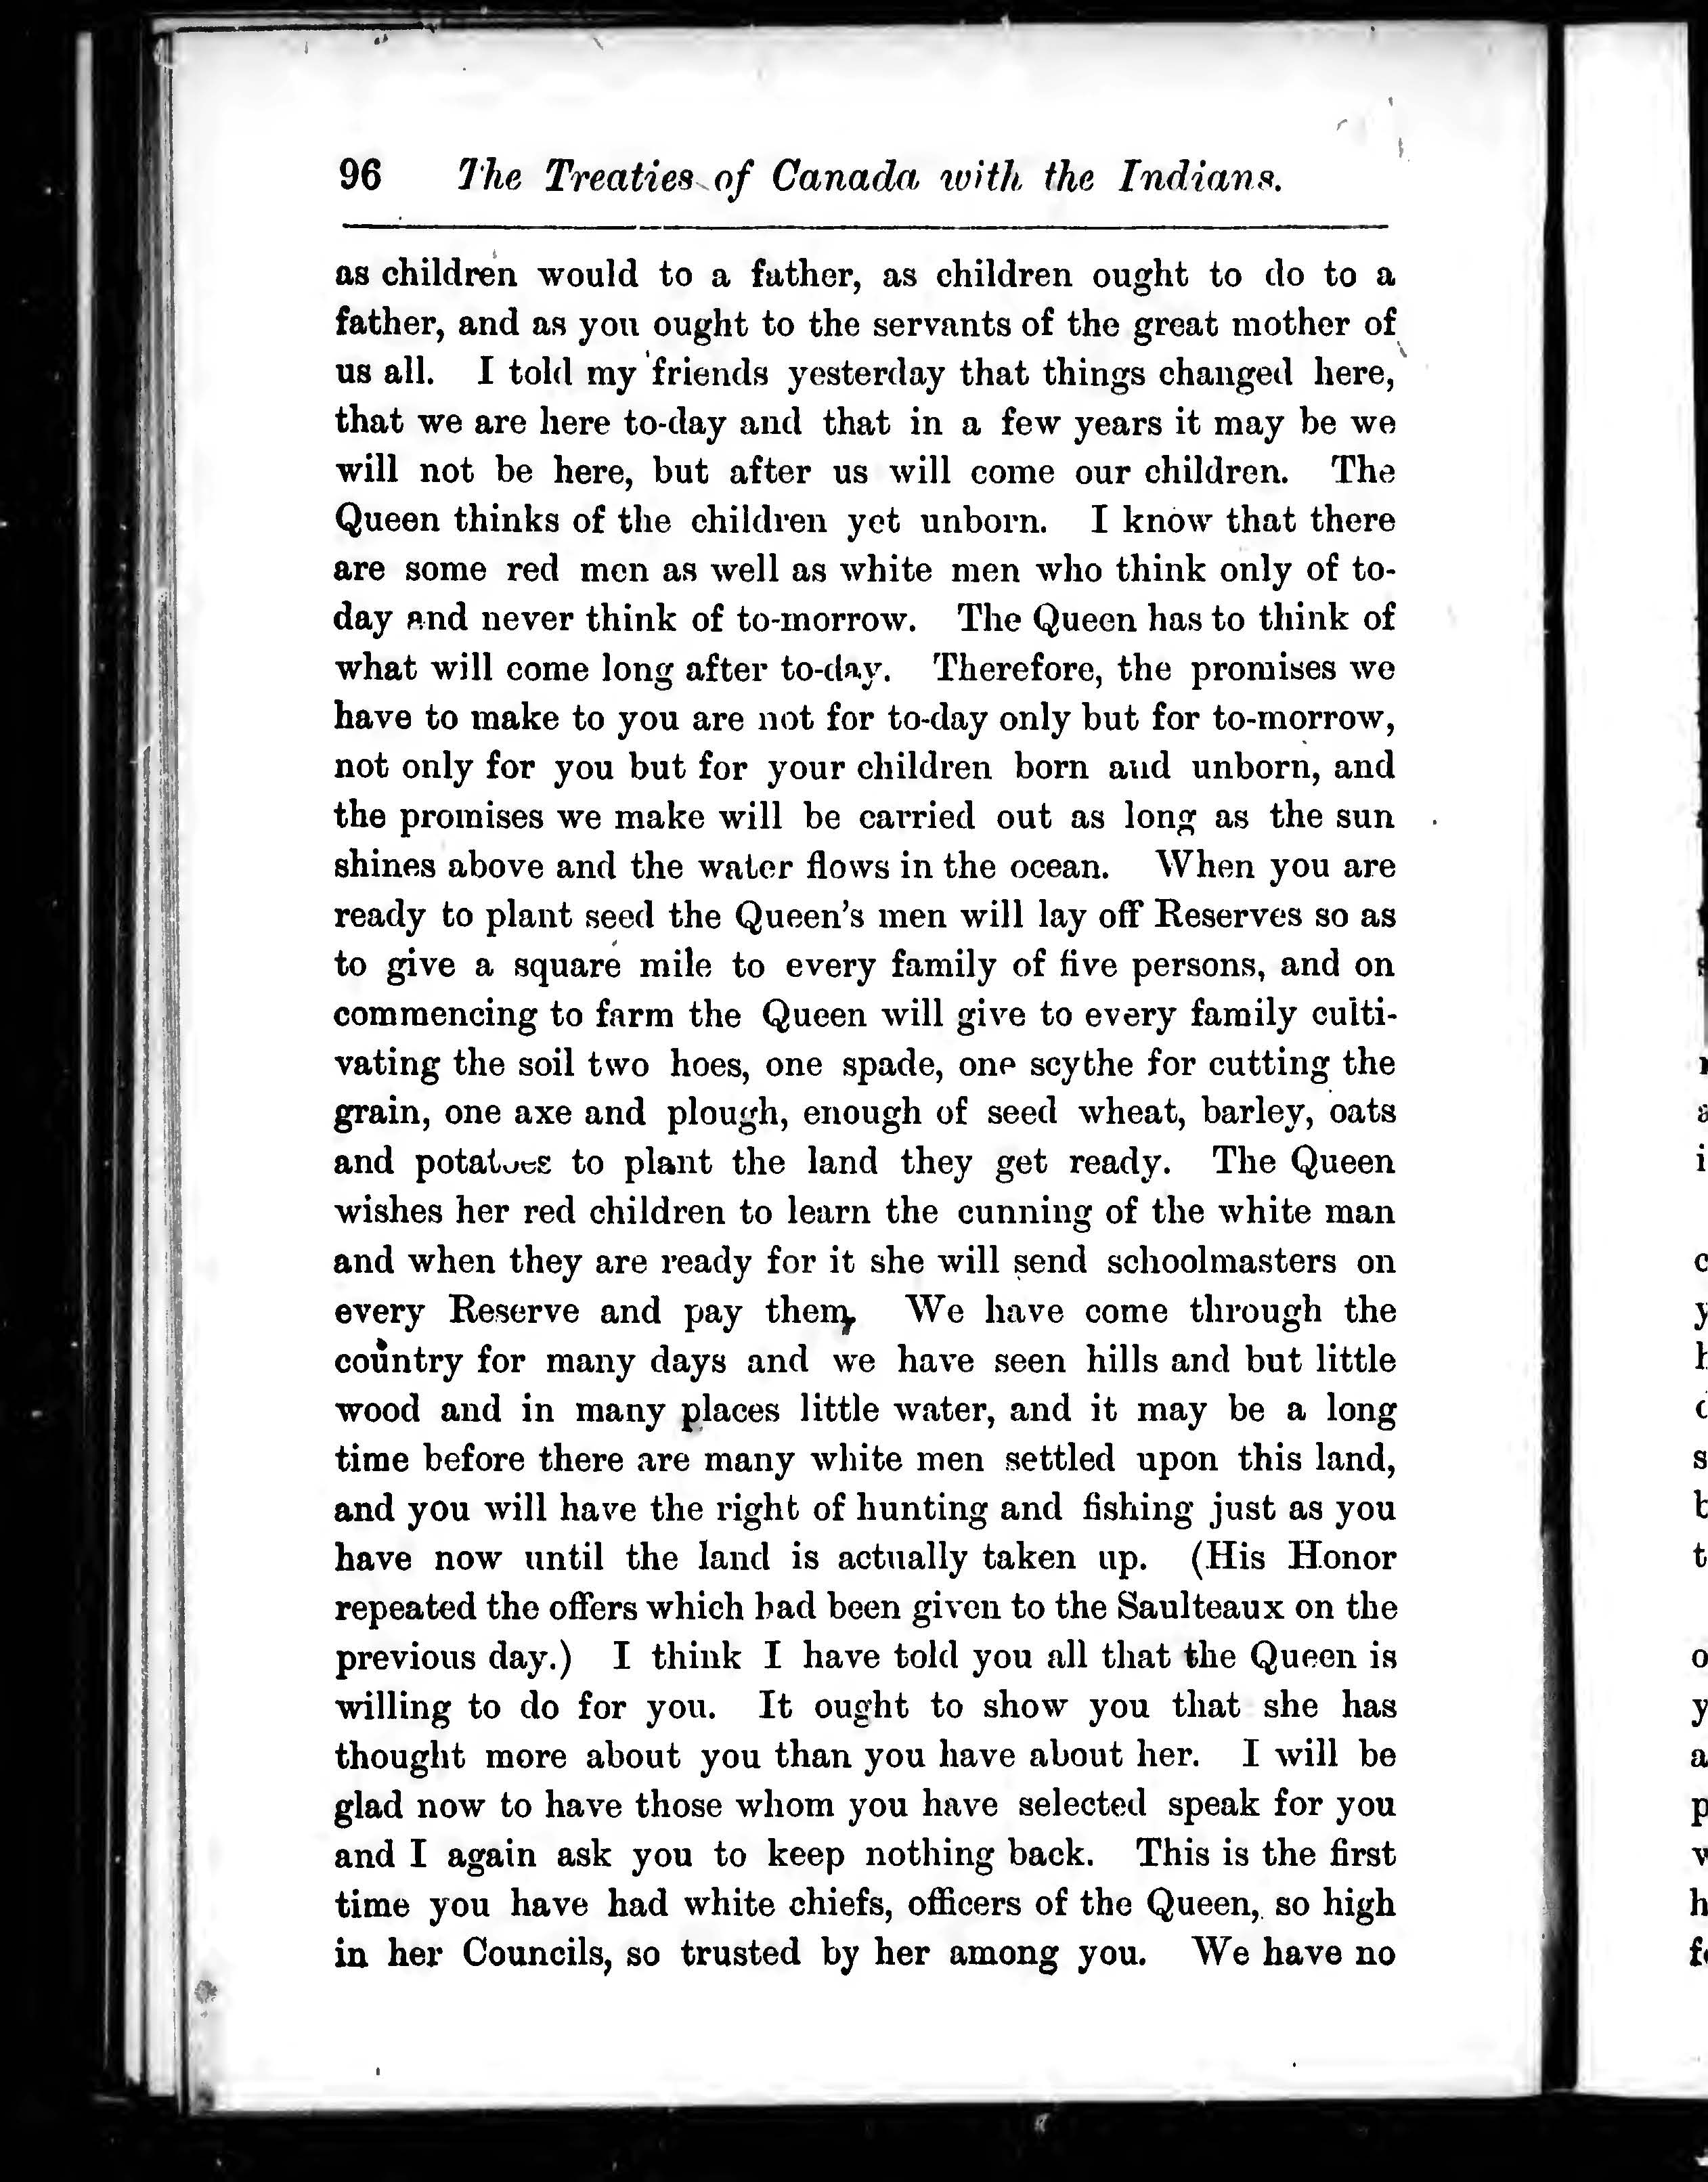 96 The Treaties of Canada with the Indians.
as children would to a father, as children ought to do to a
father, and as you ought to the servants of the great mother of
us all. I told my friends yesterday that things changed here,
that we are here to-day and that in a few years it may be we
will not be here, but after us will come our children. The
Queen thinks of the children yet unborn. I know that there
are some red men as well as white men who think only of to-
day and never think of to-morrow. The Queen has to think of
what will come long after to-day. Therefore, the promises we
have to make to you are not for to-day only but for to-morrow,
not only for you but for your children born and unborn, and
the promises we make will be carried out as long as the sun
shines above and the water flows in the ocean. When you are
ready to plant seed the Queen's men will lay off Reserves so as
to give a square mile to every family of five persons, and on
commencing to farm the Queen will give to every family culti-
vating the soil two hoes, one spade, one scythe for cutting the
grain, one axe and plough, enough of seed wheat, barley, oats
and potatoes to plant the land they get ready. The Queen
wishes her red children to learn the cunning of the white man
and when they are ready for it she will send schoolmasters on
every Reserve and pay them. We have come through the
country for many days and we have seen hills and but little
wood and in many places little water, and it may be a long
time before there are many white men settled upon this land,
and you will have the right of hunting and fishing just as you
have now until the land is actually taken up. (His Honor
repeated the offers which had been given to the Saulteaux on the
previous day.) I think I have told you all that the Queen is
willing to do for you. It ought to show you that she has
thought more about you than you have about her. I will be
glad now to have those whom you have selected speak for you
and I again ask you to keep nothing back. This is the first
time you have had white chiefs, officers of the Queen, so high
in her Councils, so trusted by her among you. We have no